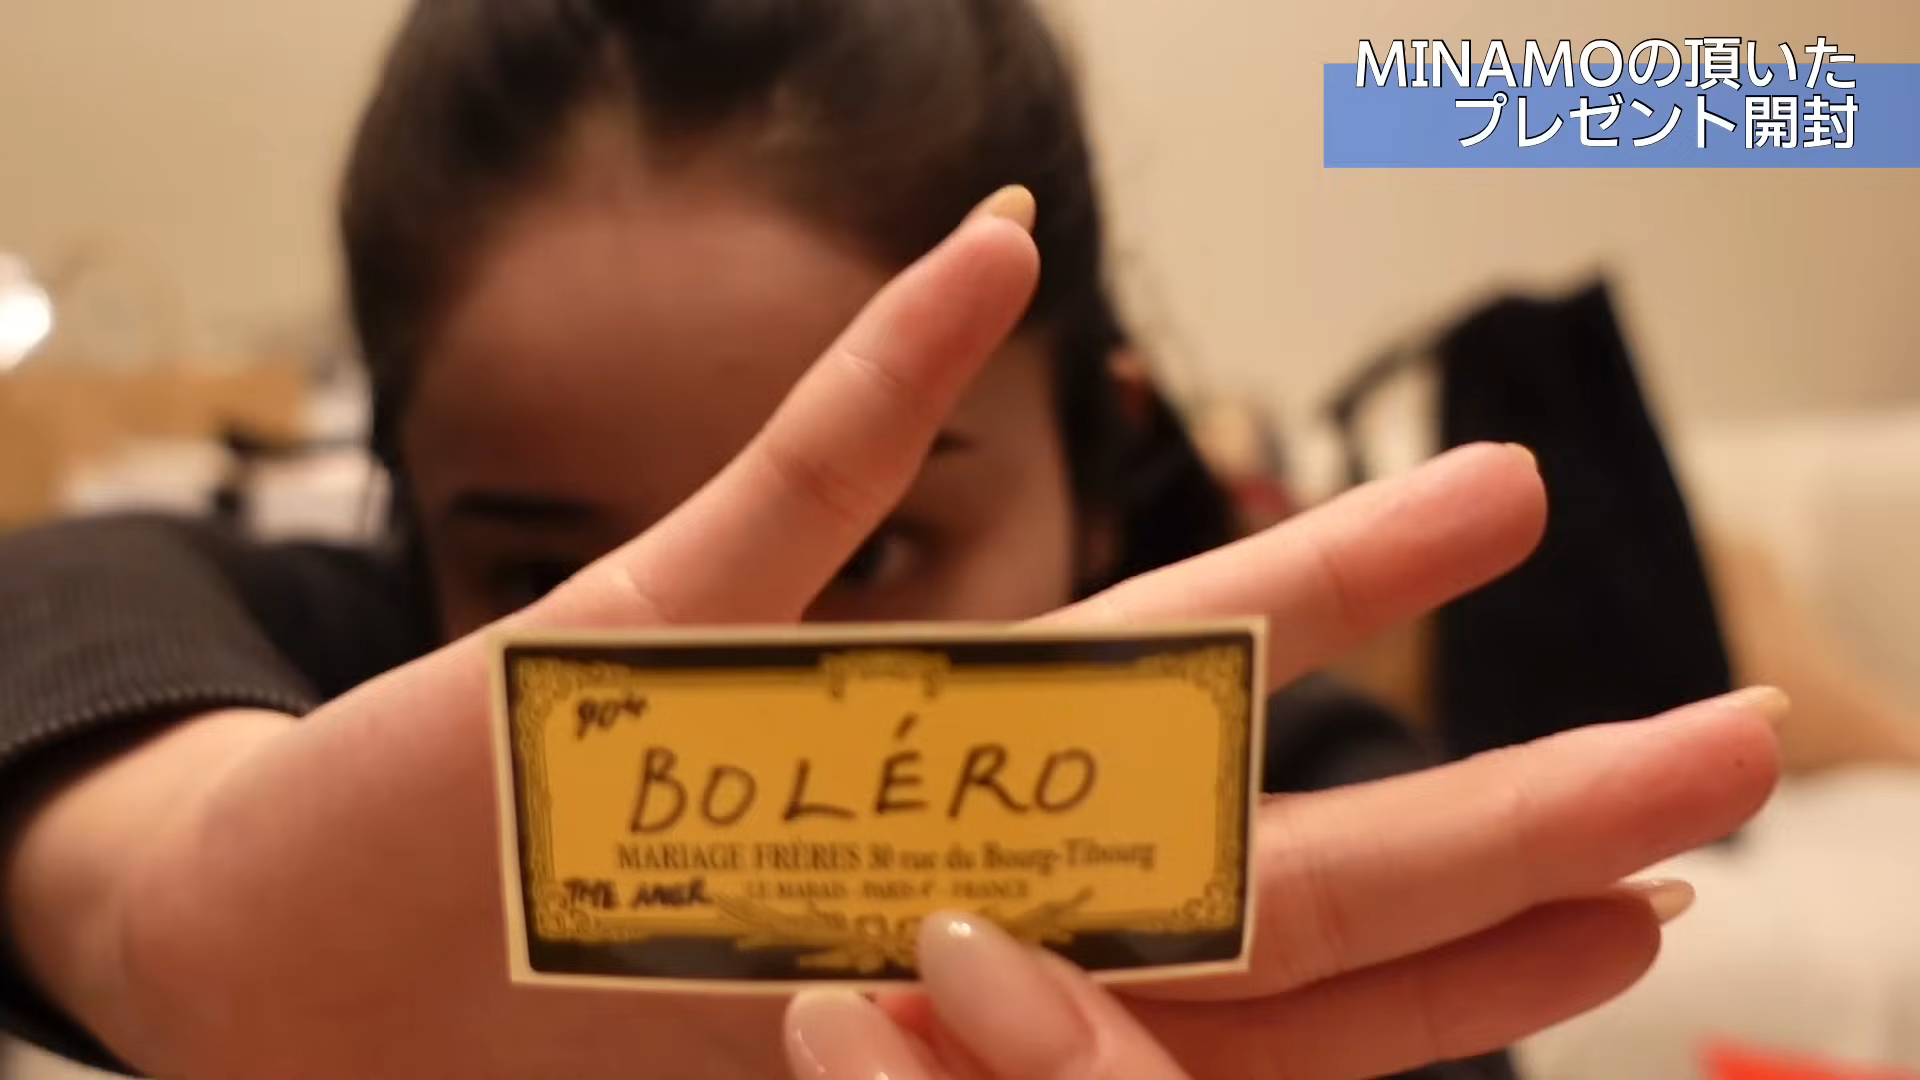 MINAMOの頂いた
プレゼント開封
BOLÉRO
MARIAGE FRÈRES 30 rue du Bourg-Tibourg
LE MARAIS - PARIS 4e - FRANCE